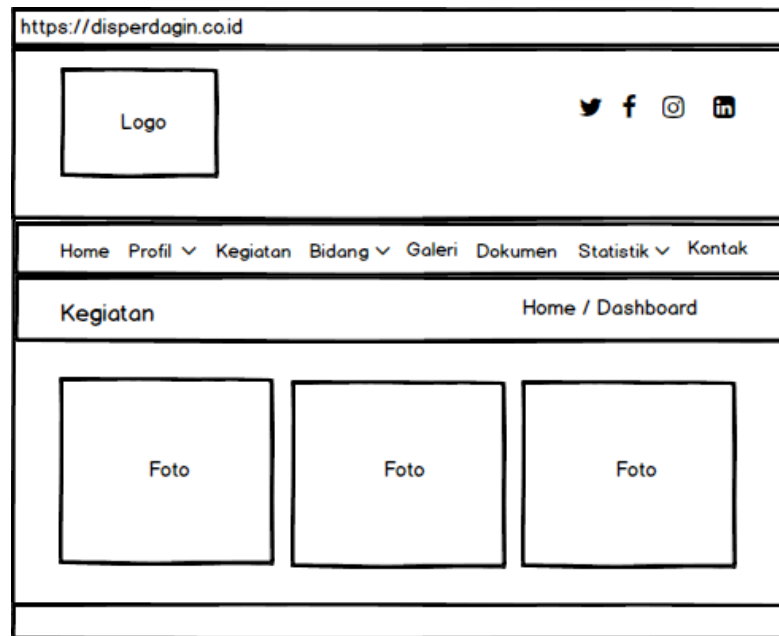 https://disperdagin.co.id
Logo
Home Profil Kegiatan Bidang Galeri Dokumen Statistik Kontak
Kegiatan Home / Dashboard
Foto Foto Foto